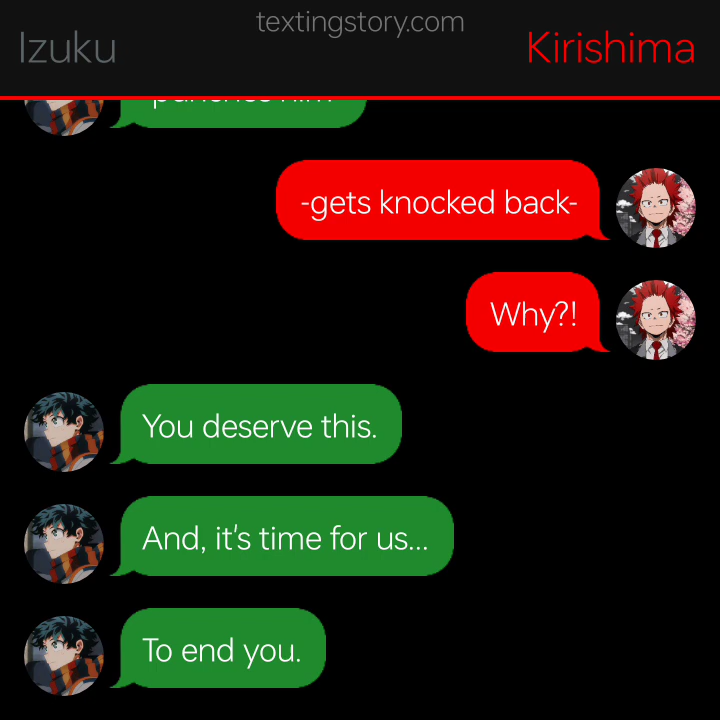 textingstory.com
Izuku
Kirishima
-gets knocked back-
Why?!
You deserve this.
And, it's time for us...
To end you.